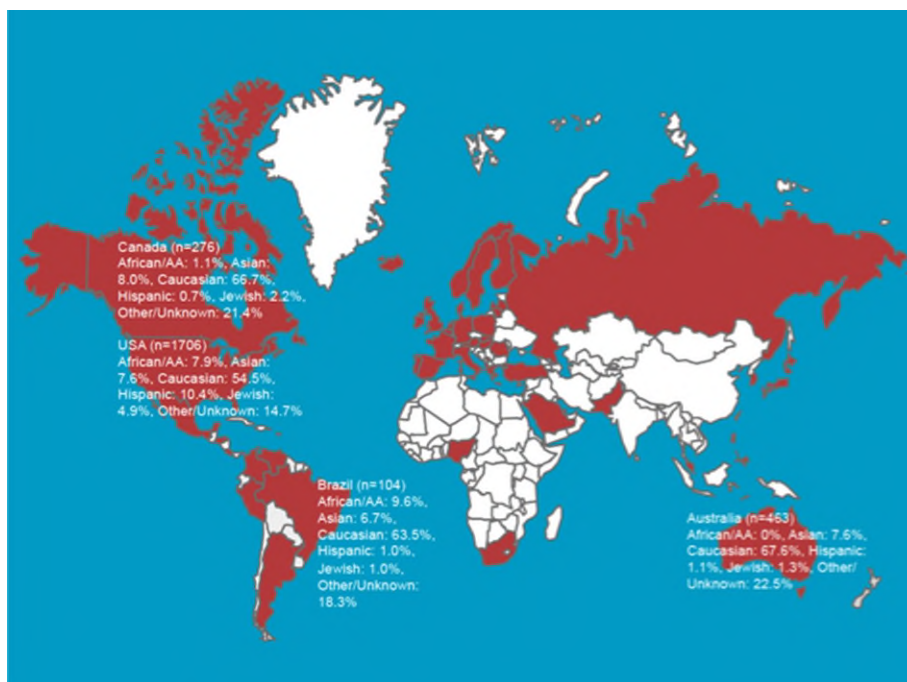 Canada (n=276)
African/AA: 1.1%, Asian:
8.0%, Caucasian: 66.7%,
Hispanic: 0.7%, Jewish: 2.2%,
Other/Unknown: 21.4%
USA (n=1706)
African/AA: 7.9%, Asian:
7.6%, Caucasian: 54.5%,
Hispanic: 10.4%, Jewish:
4.9%, Other/Unknown: 14.7%
Brazil (n=104)
African/AA: 9.6%,
Asian: 6.7%,
Caucasian: 63.5%,
Hispanic: 1.0%,
Jewish: 1.0%,
Other/Unknown:
18.3%
Australia (n=463)
African/AA: 0%, Asian: 7.6%,
Caucasian: 67.6%, Hispanic:
1.1%, Jewish: 1.3%, Other/
Unknown: 22.5%